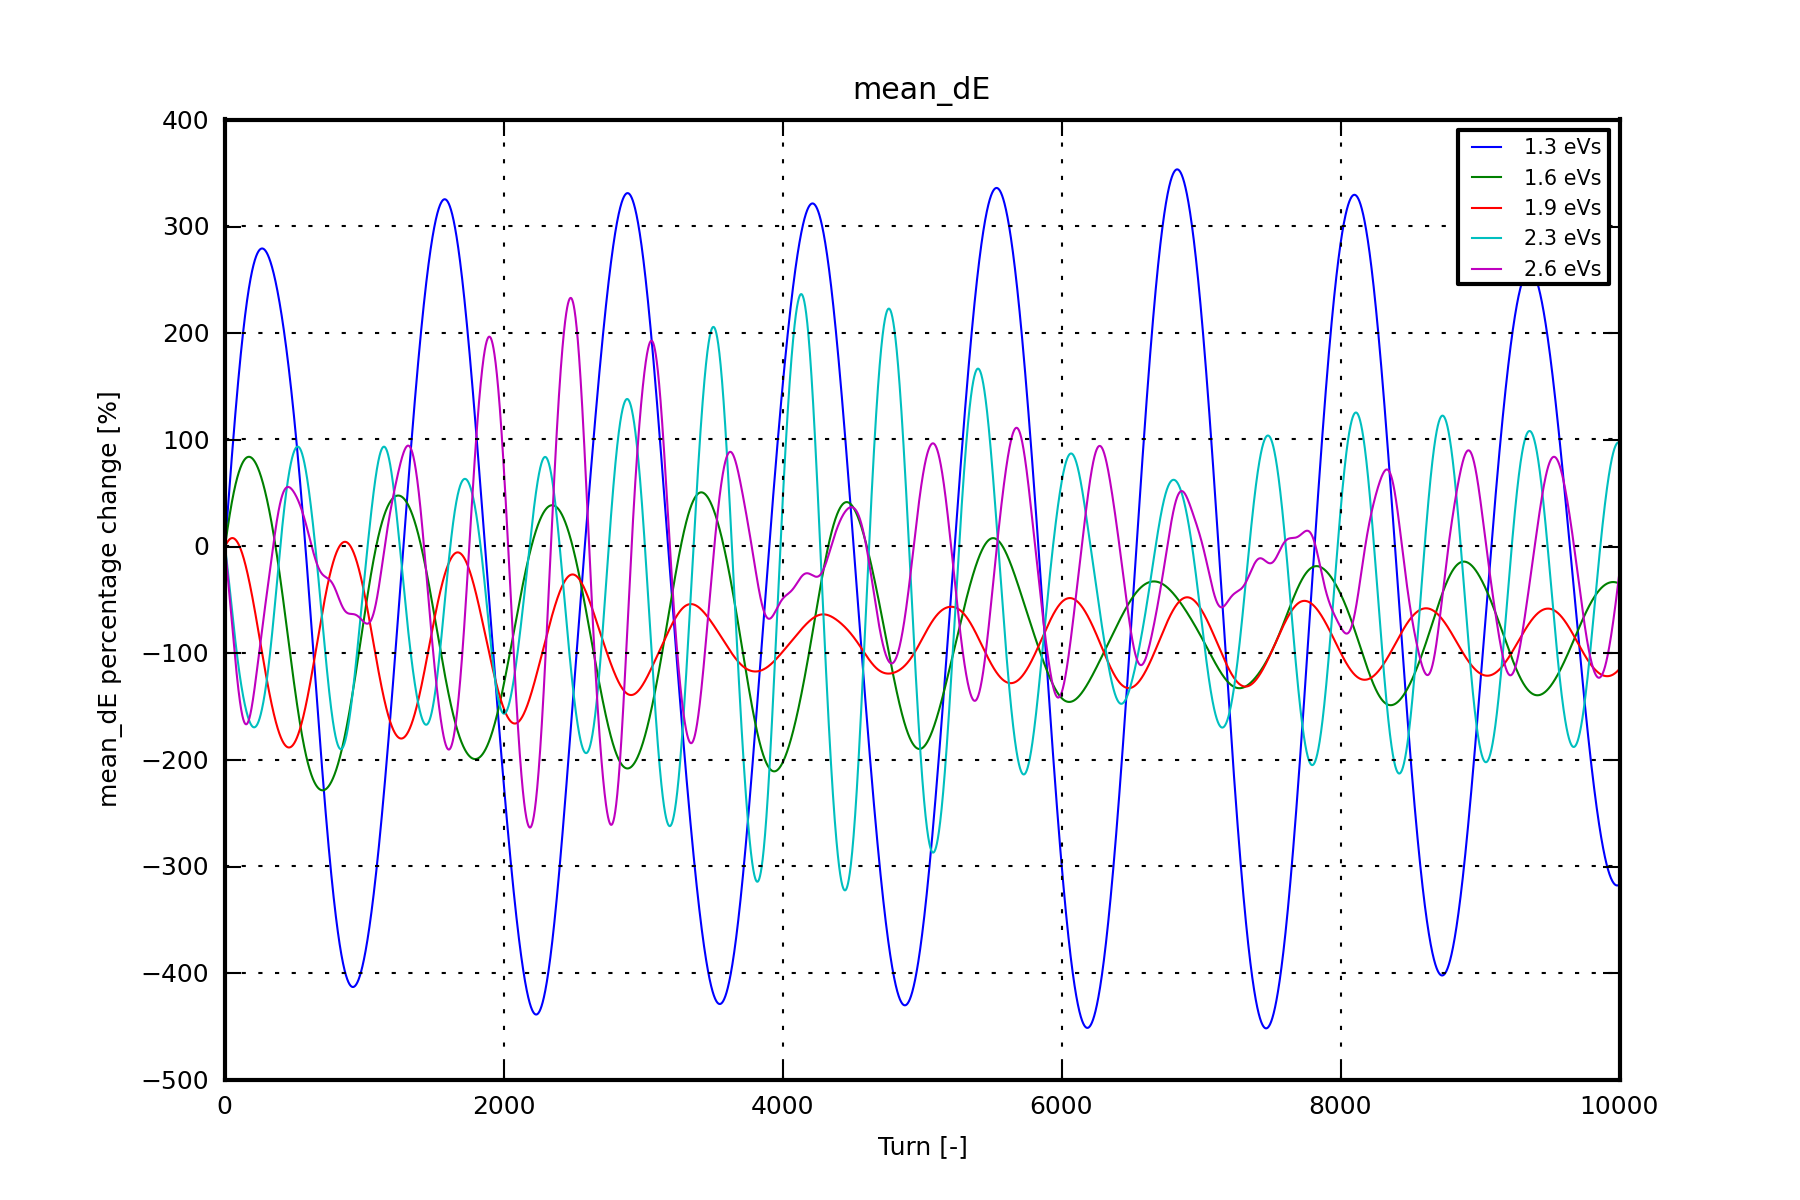 mean_dE
400
300
200
100
0
−100
−200
−300
−400
−500
mean_dE percentage change [%]
1.3 eVs
1.6 eVs
1.9 eVs
2.3 eVs
2.6 eVs
0 2000 4000 6000 8000 10000
Turn [-]